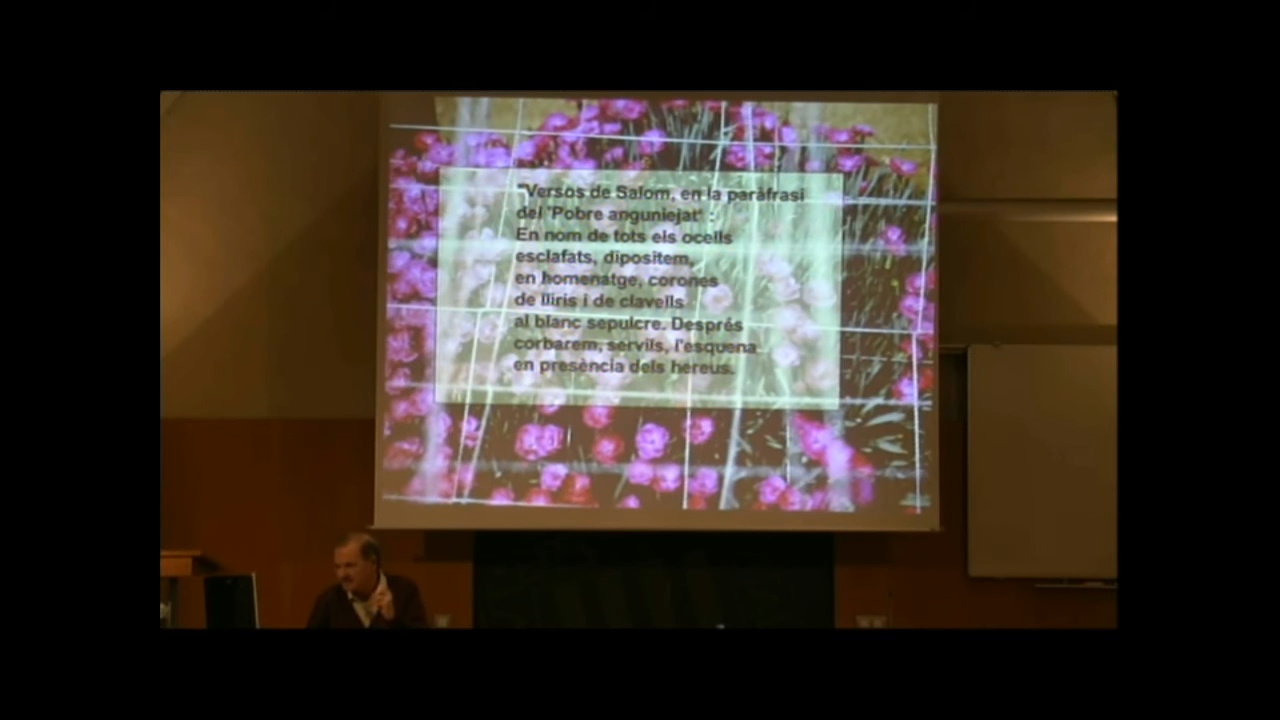 "Versos de Salom, en la paràfrasi
del 'Pobre anguniejat' :
En nom de tots els ocells
esclafats, dipositem,
en homenatge, corones
de lliris i de clavells
al blanc sepulcre. Després
corbarem, servils, l'esquena
en presència dels hereus.